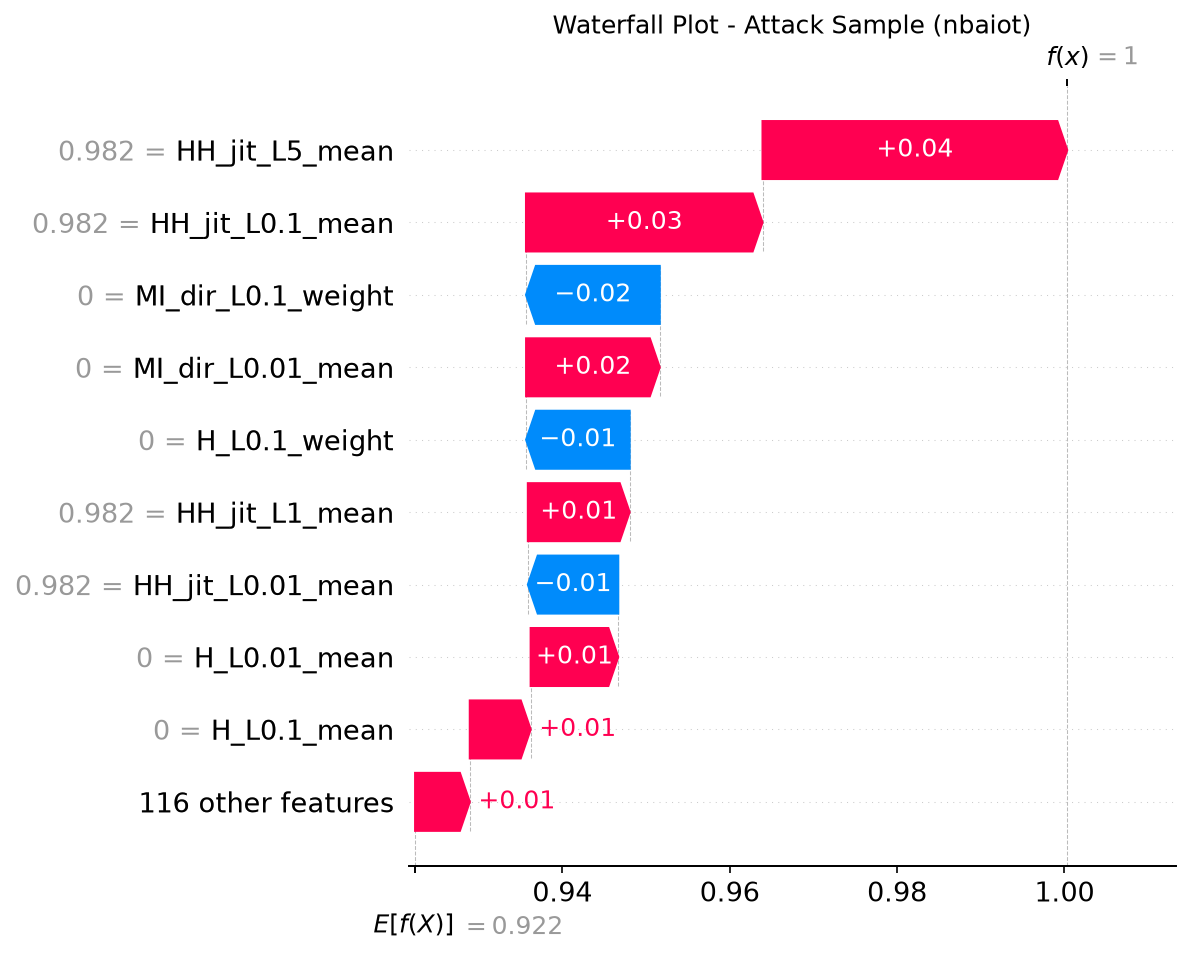 Waterfall Plot - Attack Sample (nbaiot)
f(x) = 1
0.982 = HH_jit_L5_mean +0.04
0.982 = HH_jit_L0.1_mean +0.03
0 = MI_dir_L0.1_weight −0.02
0 = MI_dir_L0.01_mean +0.02
0 = H_L0.1_weight −0.01
0.982 = HH_jit_L1_mean +0.01
0.982 = HH_jit_L0.01_mean −0.01
0 = H_L0.01_mean +0.01
0 = H_L0.1_mean +0.01
116 other features +0.01
0.94 0.96 0.98 1.00
E[f(X)] = 0.922